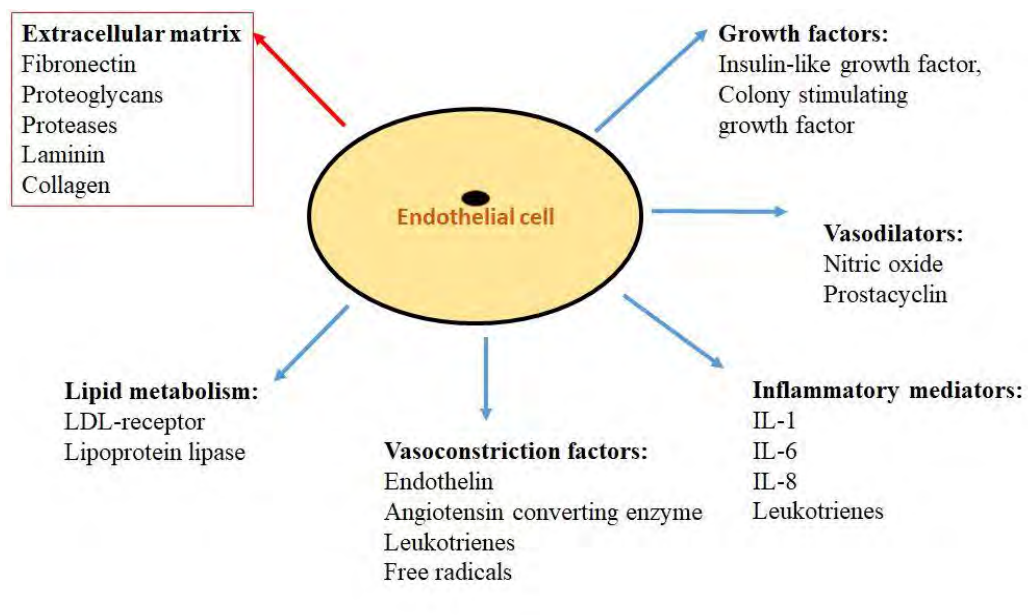 Extracellular matrix
Fibronectin
Proteoglycans
Proteases
Laminin
Collagen
Growth factors:
Insulin-like growth factor,
Colony stimulating
growth factor
Endothelial cell
Vasodilators:
Nitric oxide
Prostacyclin
Lipid metabolism:
LDL-receptor
Lipoprotein lipase
Vasoconstriction factors:
Endothelin
Angiotensin converting enzyme
Leukotrienes
Free radicals
Inflammatory mediators:
IL-1
IL-6
IL-8
Leukotrienes